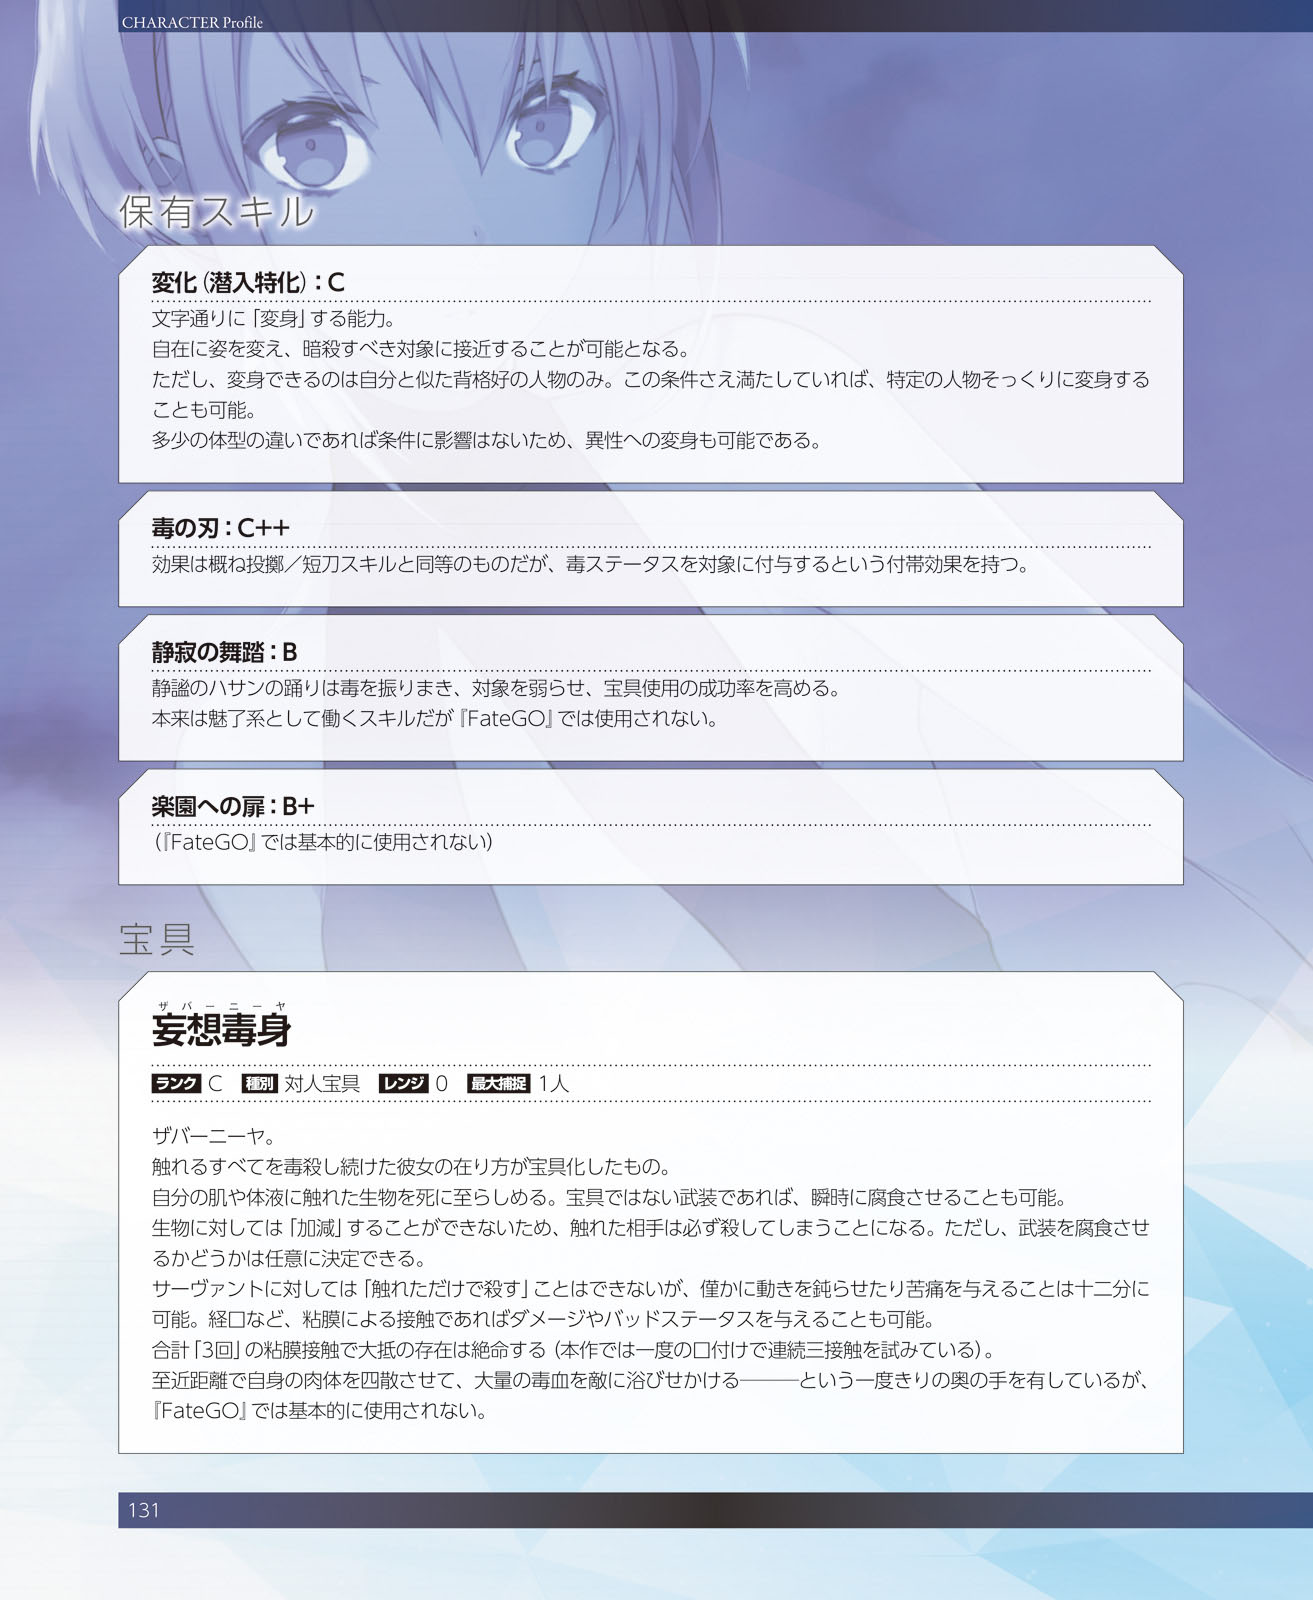 CHARACTER Profile
保有スキル
変化（潜入特化）：C
文字通りに「変身」する能力。
自在に姿を変え、暗殺すべき対象に接近することが可能となる。
ただし、変身できるのは自分と似た背格好の人物のみ。この条件さえ満たしていれば、特定の人物そっくりに変身する
ことも可能。
多少の体型の違いであれば条件に影響はないため、異性への変身も可能である。
毒の刃：C++
効果は概ね投擲／短刀スキルと同等のものだが、毒ステータスを対象に付与するという付帯効果を持つ。
静寂の舞踏：B
静謐のハサンの踊りは毒を振りまき、対象を弱らせ、宝具使用の成功率を高める。
本来は魅了系として働くスキルだが『FateGO』では使用されない。
楽園への扉：B+
（『FateGO』では基本的に使用されない）
宝具
ザバーニーヤ
妄想毒身
ランク C 種別 対人宝具 レンジ 0 最大捕捉 1人
ザバーニーヤ。
触れるすべてを毒殺し続けた彼女の在り方が宝具化したもの。
自分の肌や体液に触れた生物を死に至らしめる。宝具ではない武装であれば、瞬時に腐食させることも可能。
生物に対しては「加減」することができないため、触れた相手は必ず殺してしまうことになる。ただし、武装を腐食させ
るかどうかは任意に決定できる。
サーヴァントに対しては「触れただけで殺す」ことはできないが、僅かに動きを鈍らせたり苦痛を与えることは十二分に
可能。経口など、粘膜による接触であればダメージやバッドステータスを与えることも可能。
合計「3回」の粘膜接触で大抵の存在は絶命する（本作では一度の口付けで連続三接触を試みている）。
至近距離で自身の肉体を四散させて、大量の毒血を敵に浴びせかける―――という一度きりの奥の手を有しているが、
『FateGO』では基本的に使用されない。
131